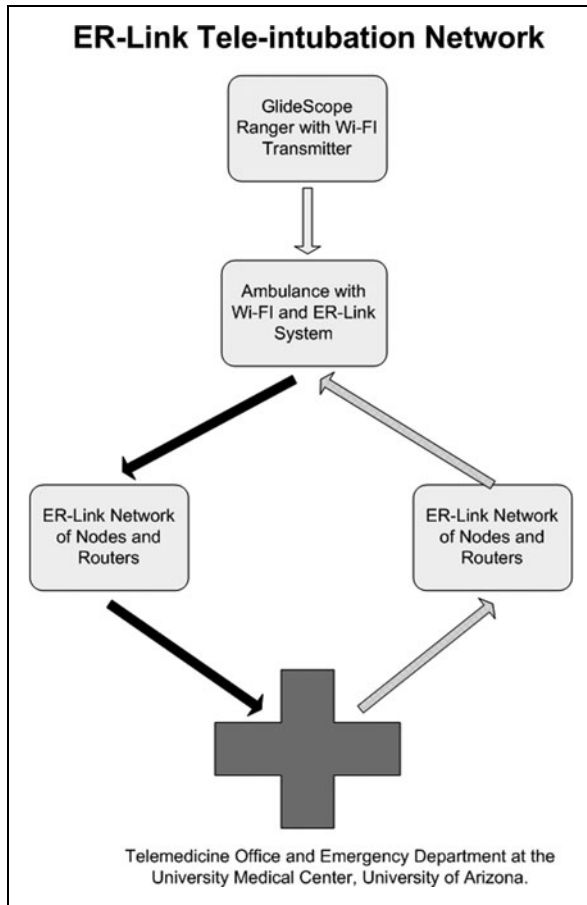 ER-Link Tele-intubation Network
GlideScope
Ranger with Wi-FI
Transmitter
Ambulance with
Wi-FI and ER-Link
System
ER-Link Network
of Nodes and
Routers
ER-Link Network
of Nodes and
Routers
Telemedicine Office and Emergency Department at the
University Medical Center, University of Arizona.